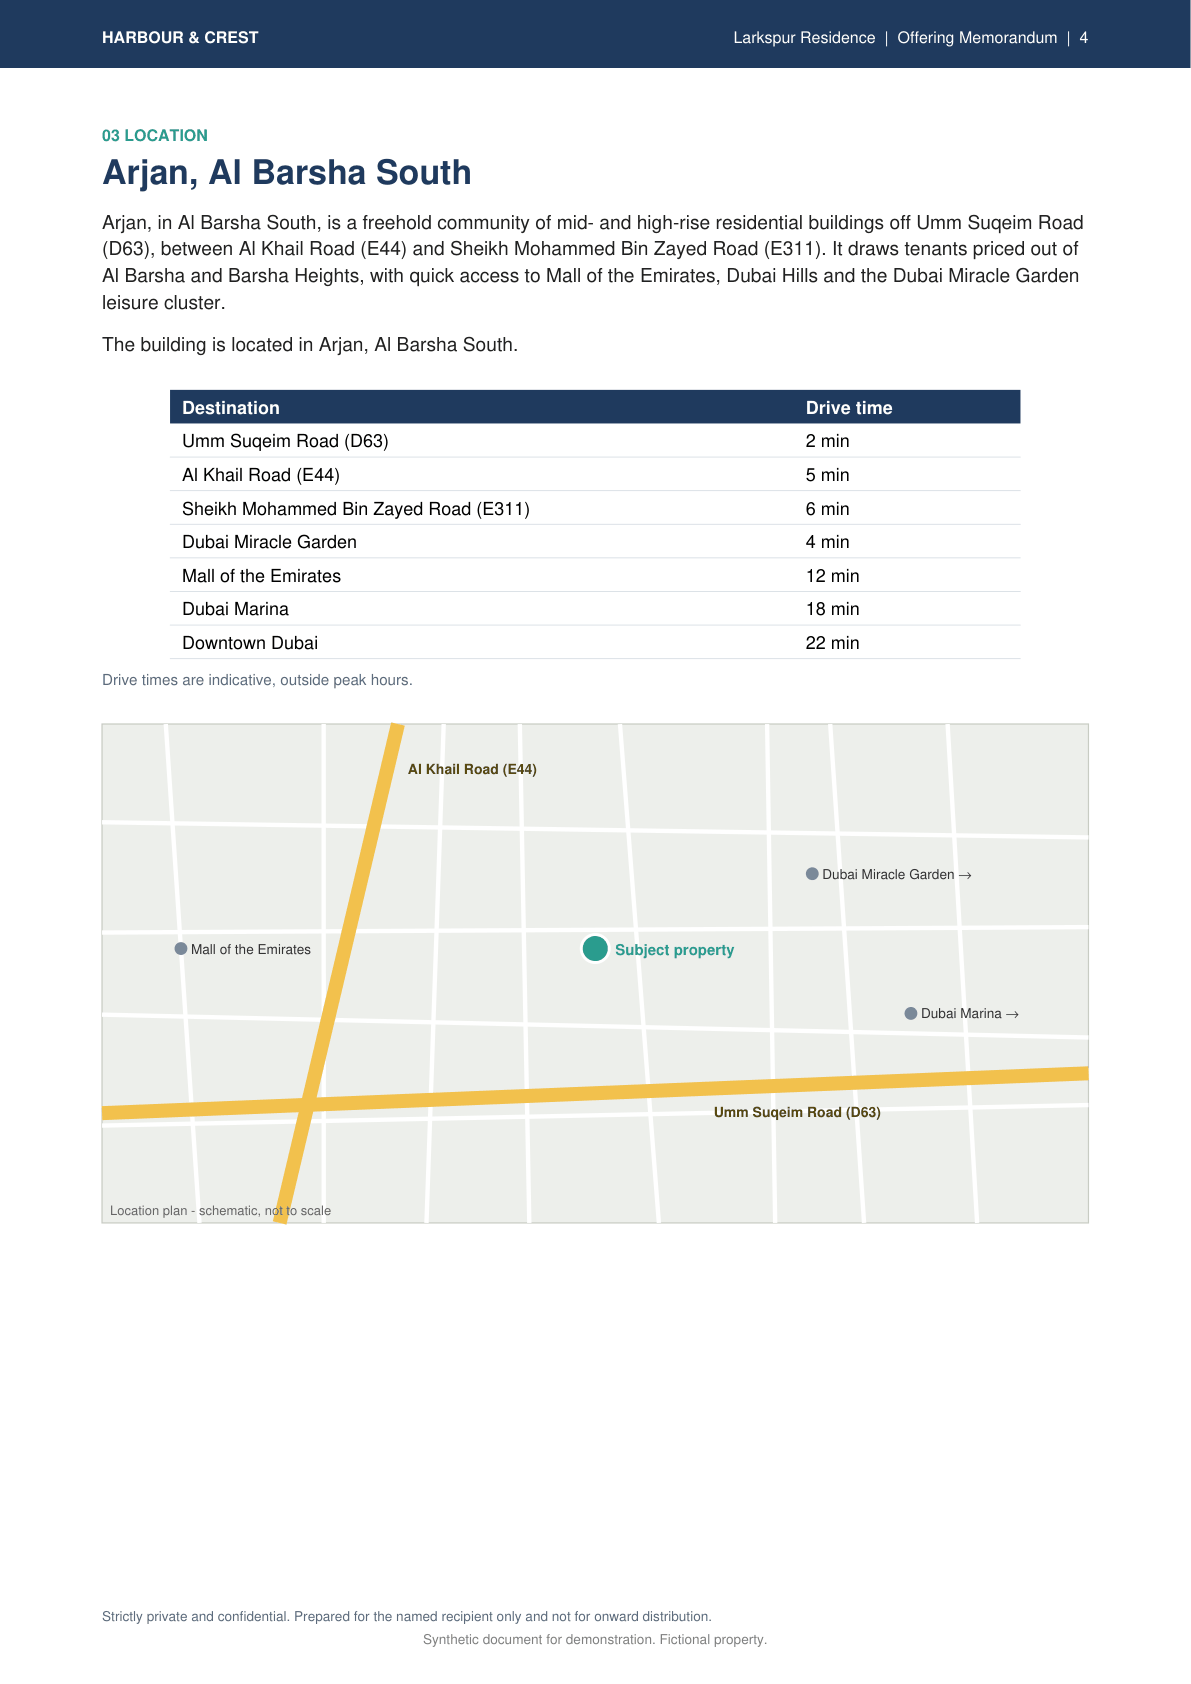 HARBOUR & CREST
Larkspur Residence | Offering Memorandum | 4
03 LOCATION
Arjan, Al Barsha South
Arjan, in Al Barsha South, is a freehold community of mid- and high-rise residential buildings off Umm Suqeim Road
(D63), between Al Khail Road (E44) and Sheikh Mohammed Bin Zayed Road (E311). It draws tenants priced out of
Al Barsha and Barsha Heights, with quick access to Mall of the Emirates, Dubai Hills and the Dubai Miracle Garden
leisure cluster.
The building is located in Arjan, Al Barsha South.
Destination Drive time
Umm Suqeim Road (D63) 2 min
Al Khail Road (E44) 5 min
Sheikh Mohammed Bin Zayed Road (E311) 6 min
Dubai Miracle Garden 4 min
Mall of the Emirates 12 min
Dubai Marina 18 min
Downtown Dubai 22 min
Drive times are indicative, outside peak hours.
Al Khail Road (E44)
Dubai Miracle Garden →
Mall of the Emirates
Subject property
Dubai Marina →
Umm Suqeim Road (D63)
Location plan - schematic, not to scale
Strictly private and confidential. Prepared for the named recipient only and not for onward distribution.
Synthetic document for demonstration. Fictional property.